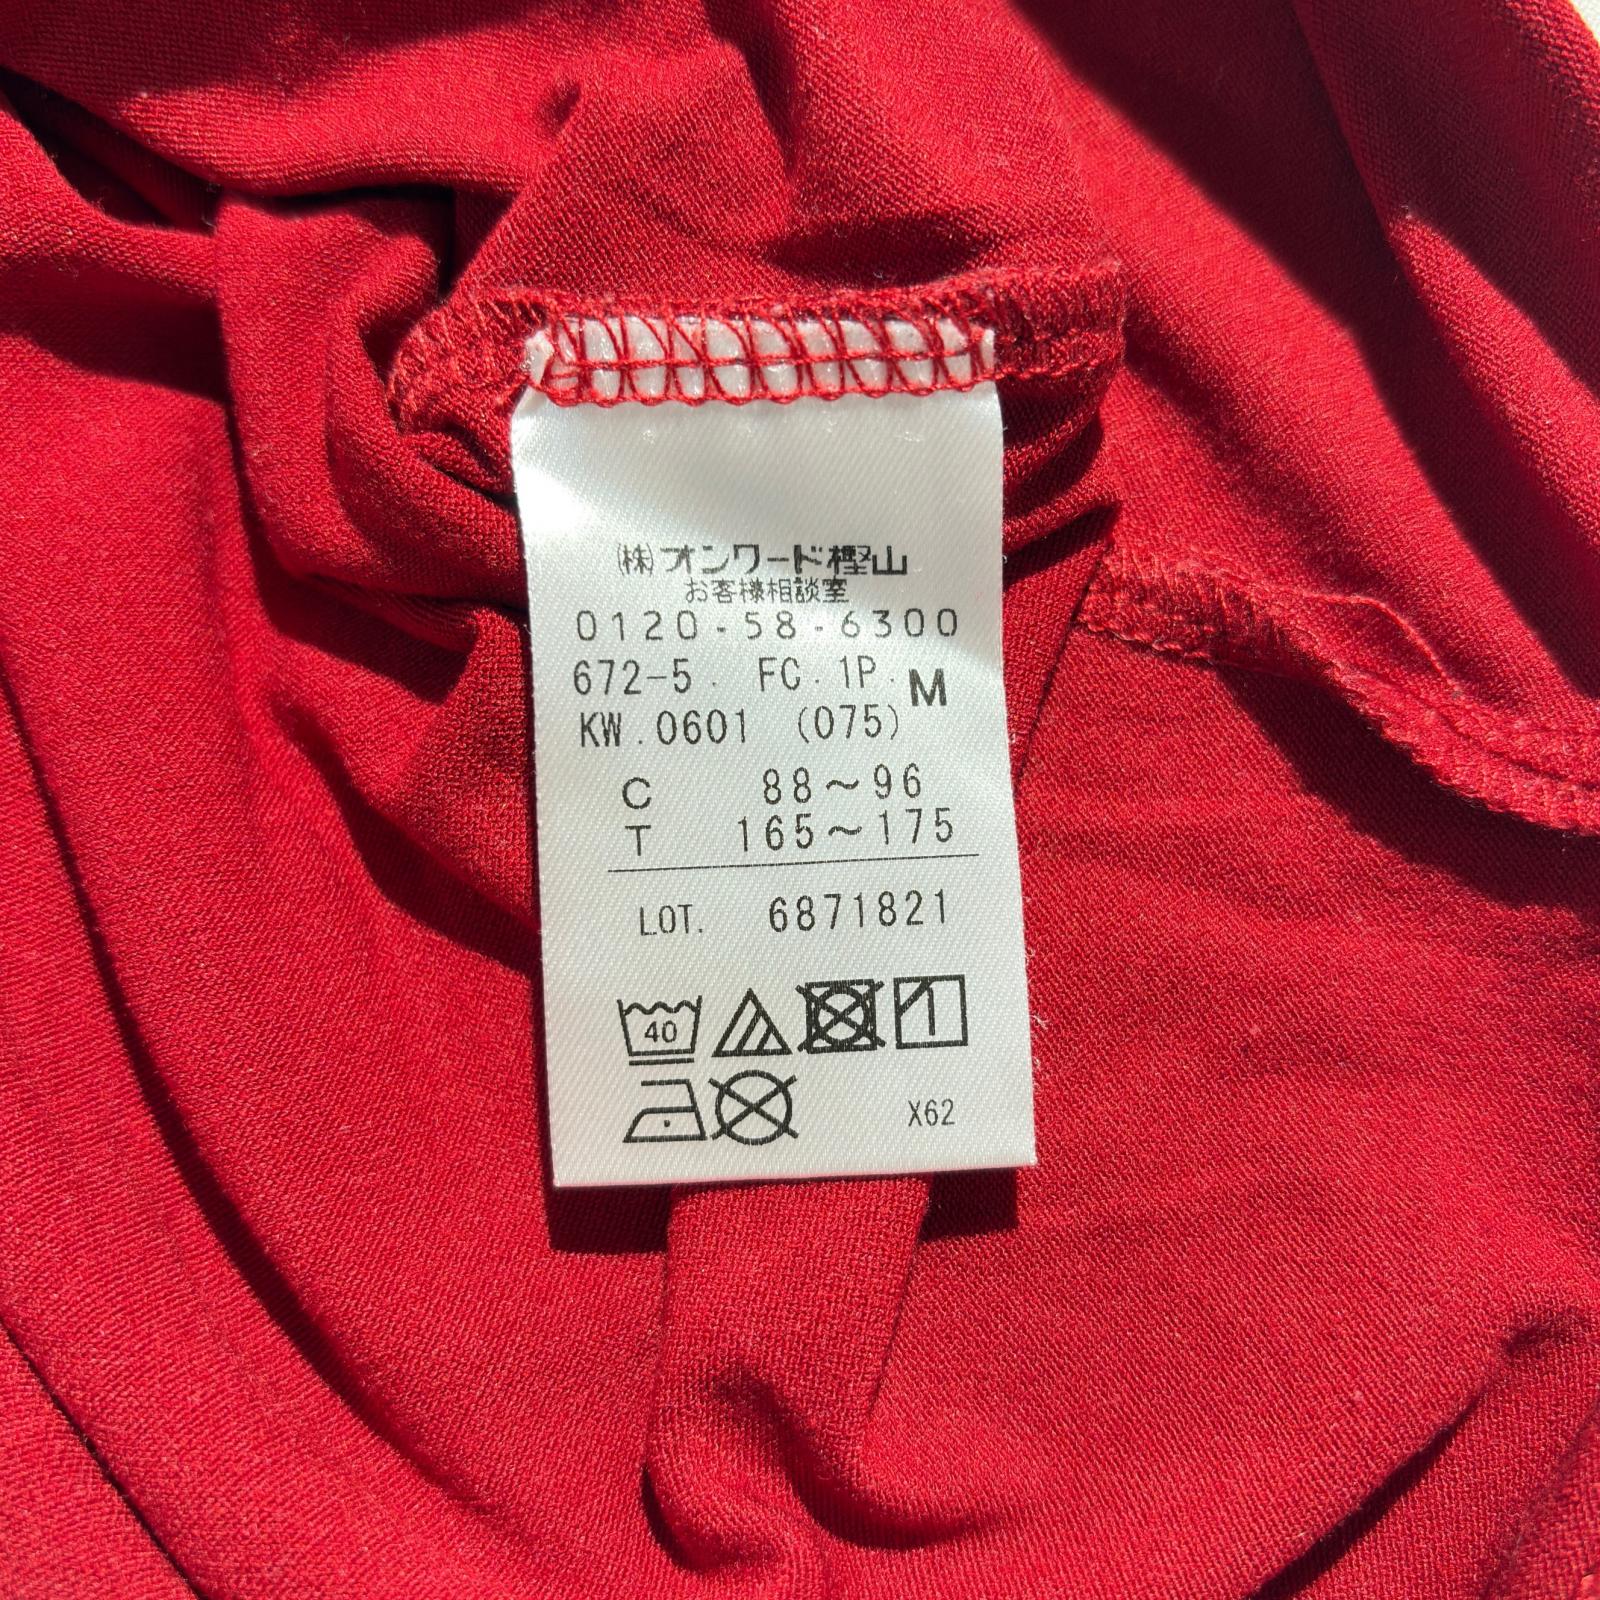 (株)オンワード樫山
お客様相談室
0120-58-6300
672-5. FC.1P. M
KW.0601 (075)
C 88～96
T 165～175
LOT. 6871821
40
1
X62